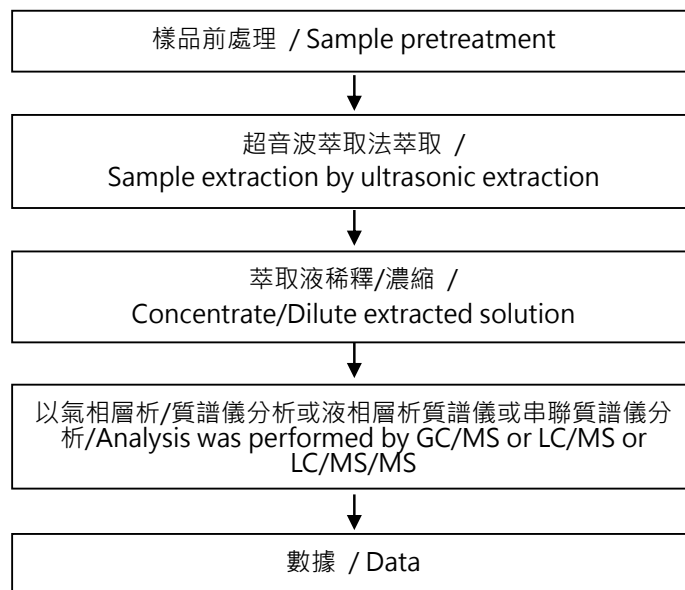 樣品前處理 / Sample pretreatment
超音波萃取法萃取 /
Sample extraction by ultrasonic extraction
萃取液稀釋/濃縮 /
Concentrate/Dilute extracted solution
以氣相層析/質譜儀分析或液相層析質譜儀或串聯質譜儀分
析/Analysis was performed by GC/MS or LC/MS or
LC/MS/MS
數據 / Data